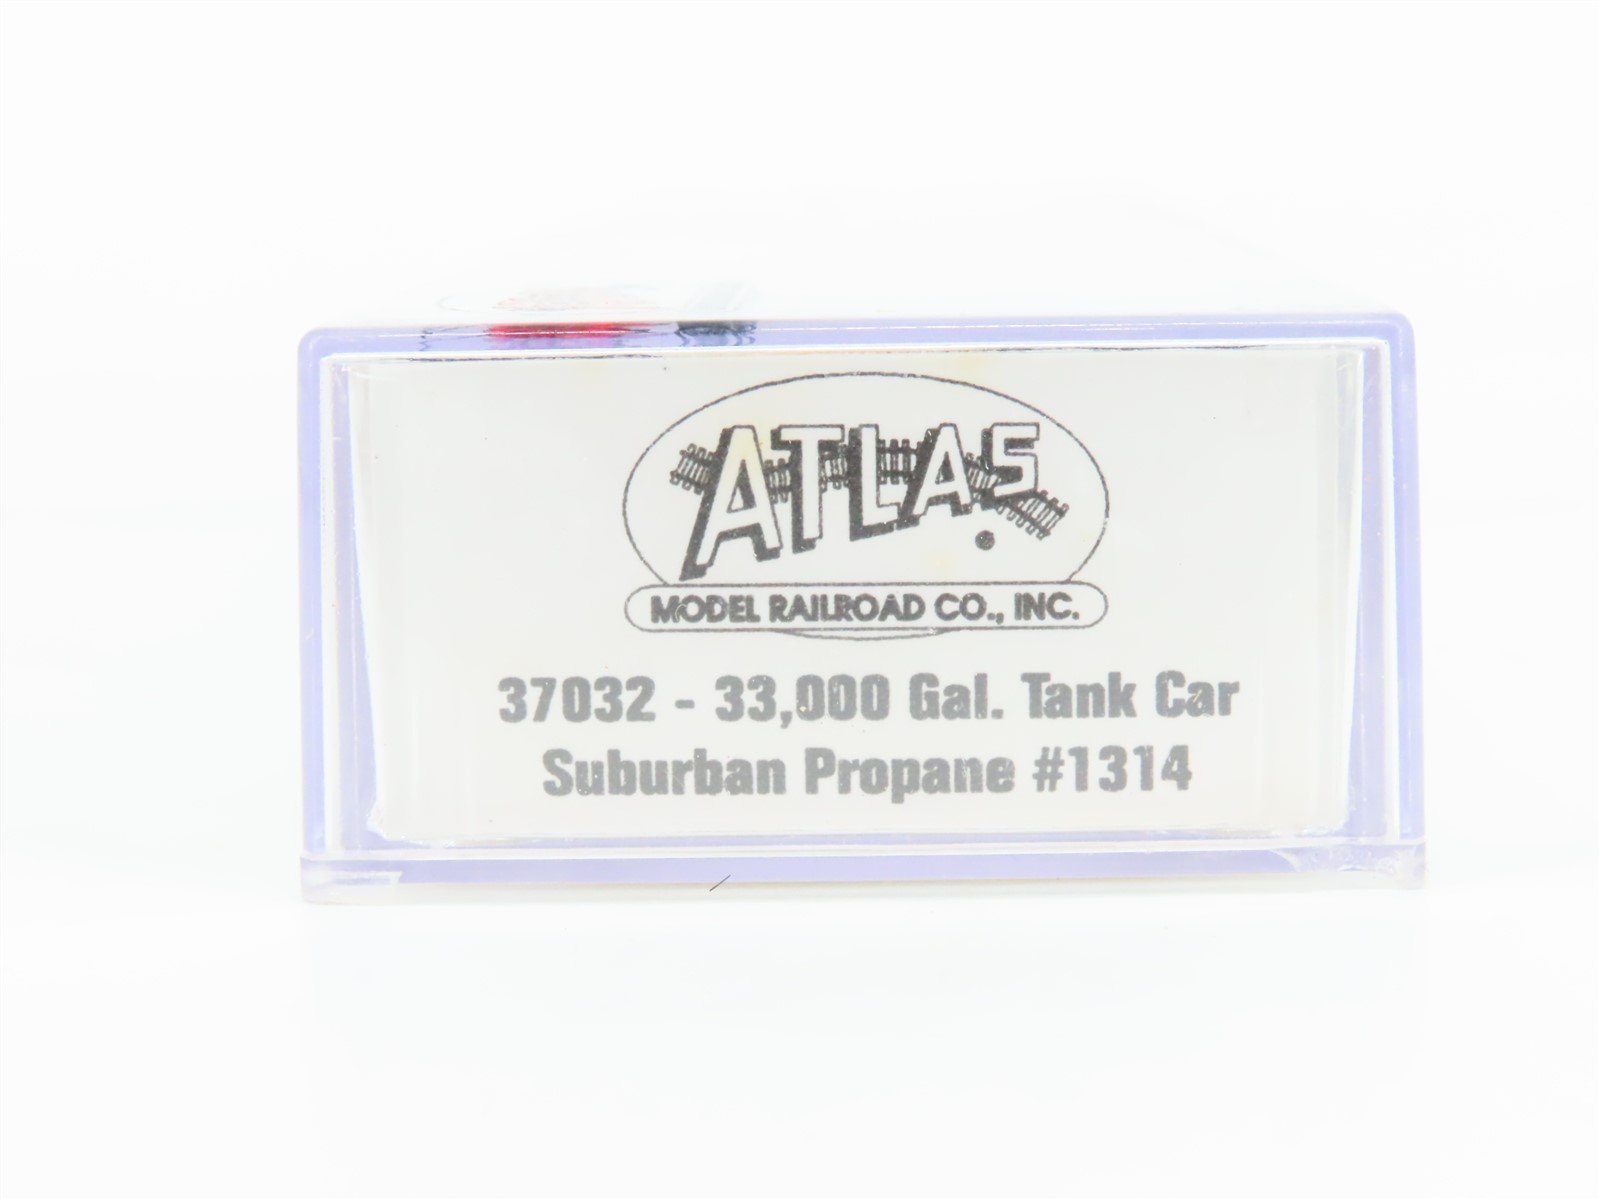 ATLAS
MODEL RAILROAD CO., INC.
37032 - 33,000 Gal. Tank Car
Suburban Propane #1314